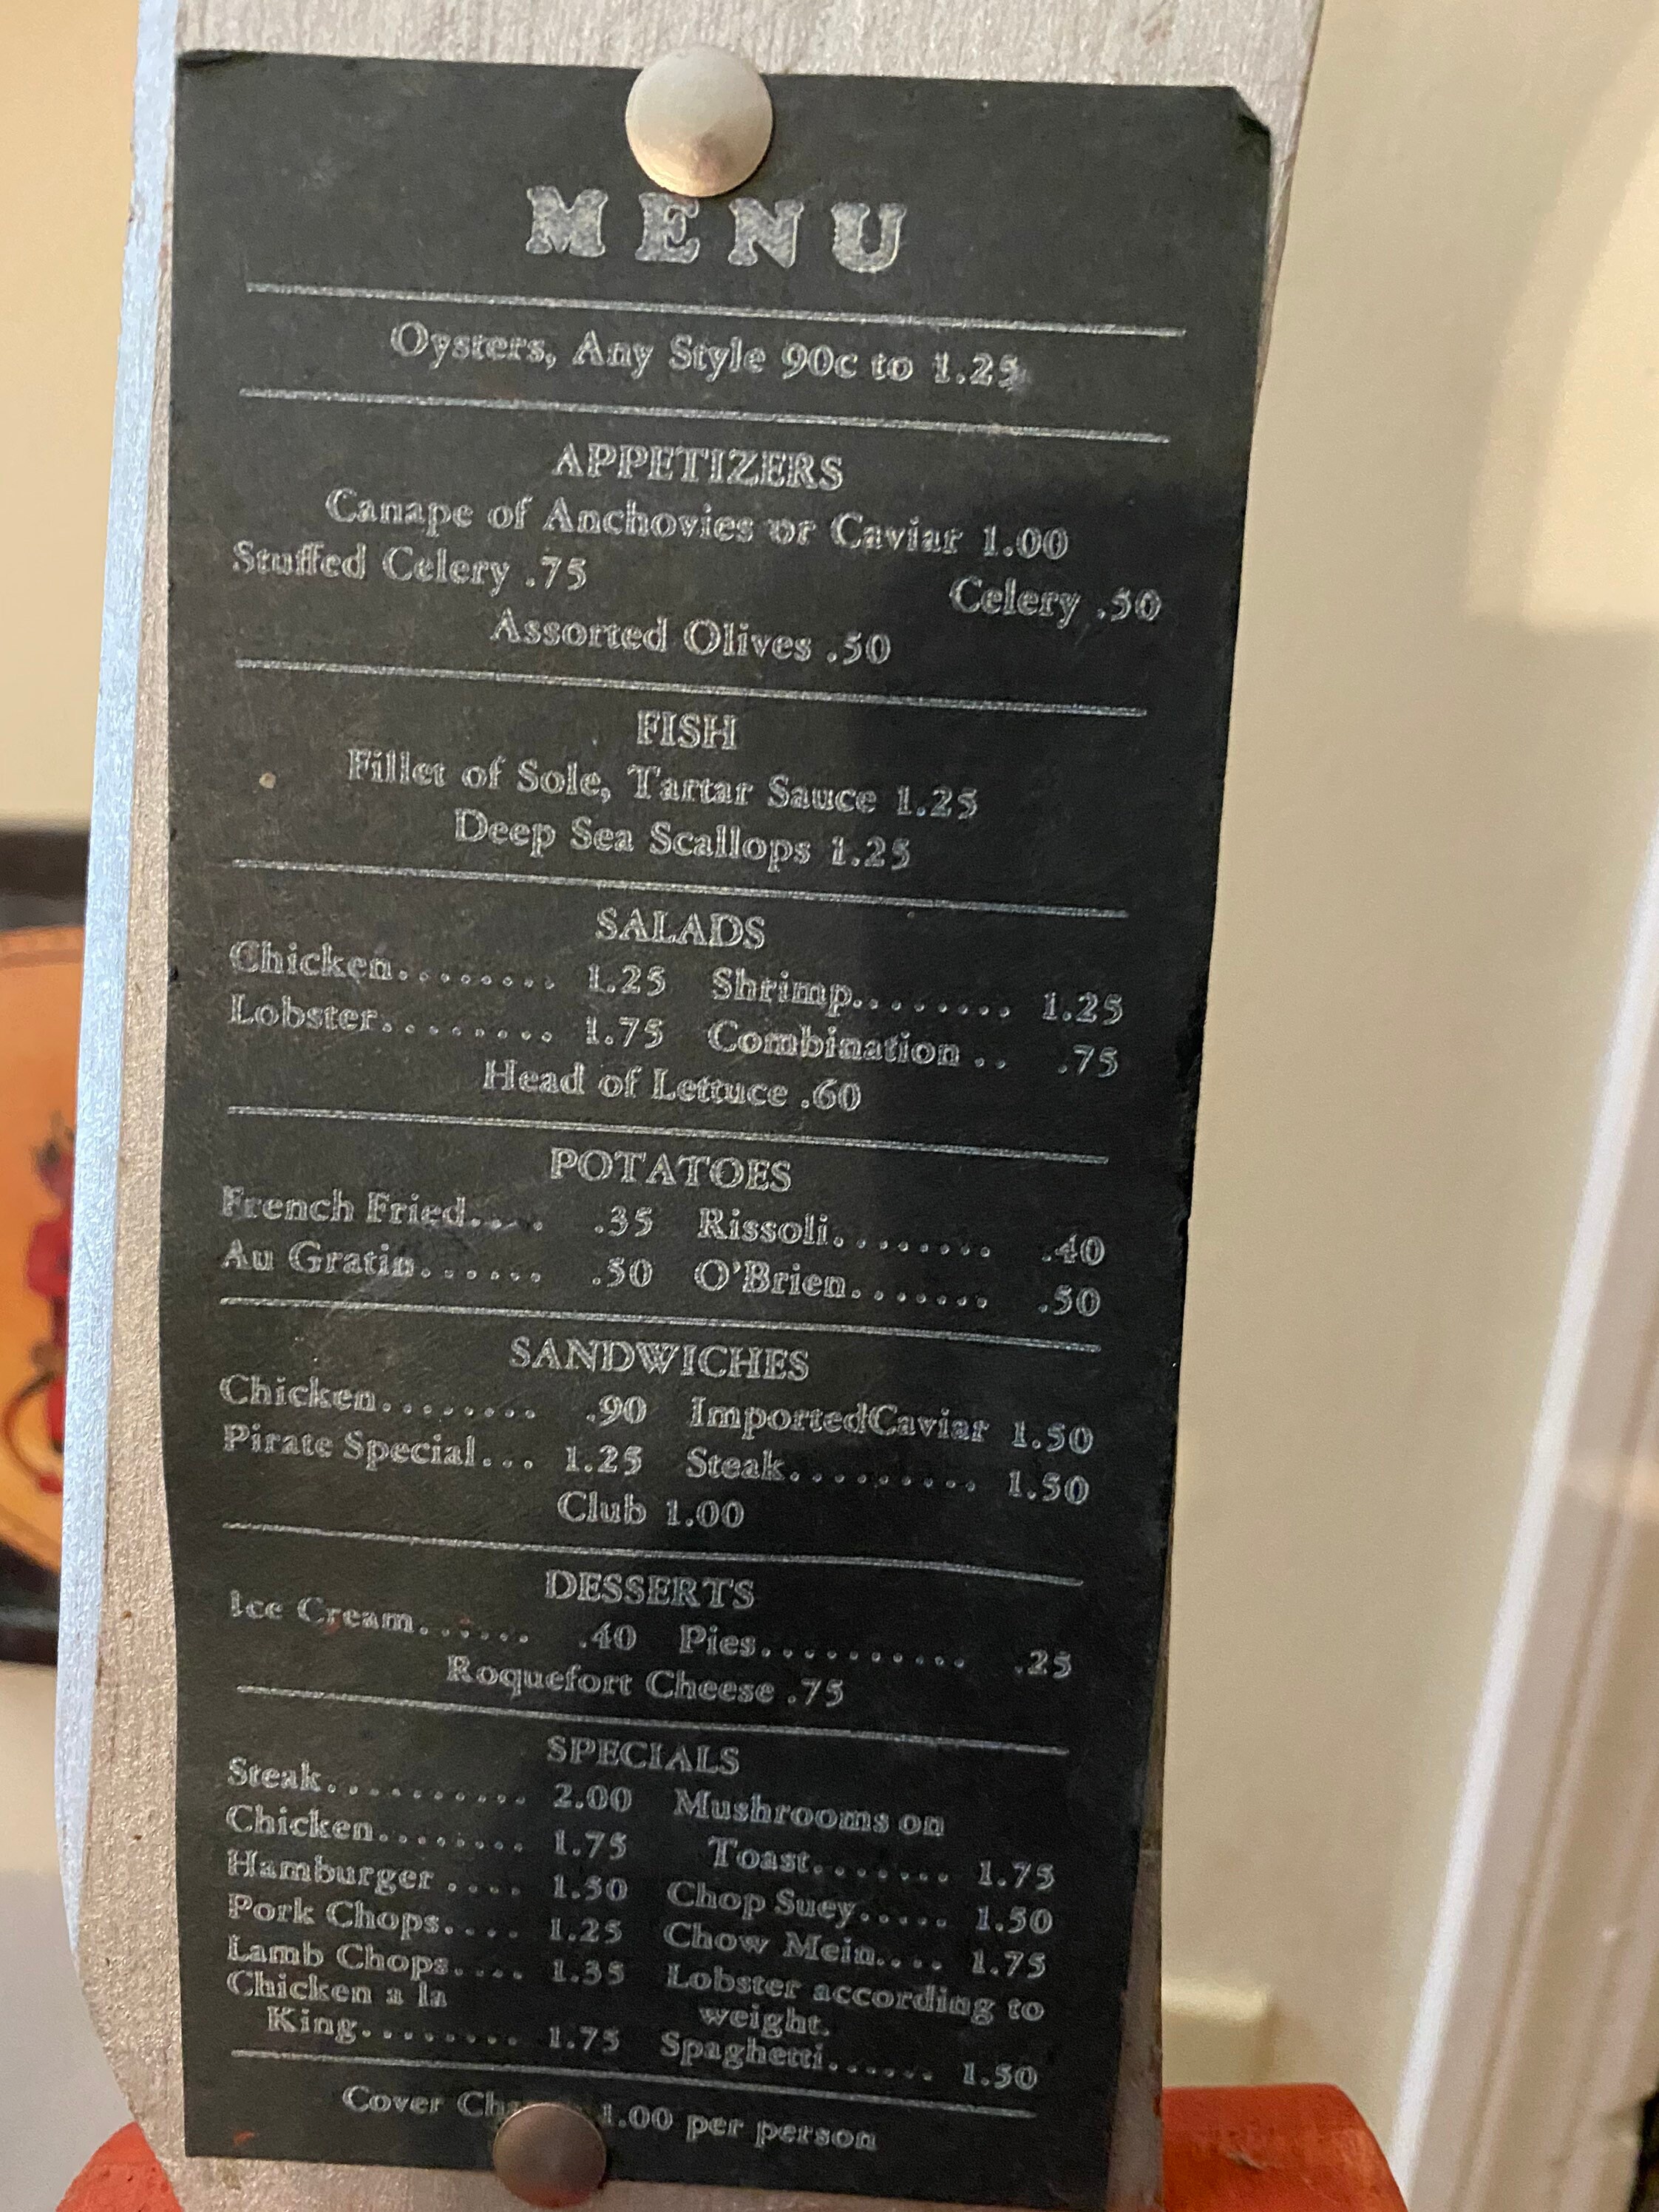 MENU
Oysters, Any Style 90c to 1.25
APPETIZERS
Canape of Anchovies or Caviar 1.00
Stuffed Celery .75 Celery .50
Assorted Olives .50
FISH
Fillet of Sole, Tartar Sauce 1.25
Deep Sea Scallops 1.25
SALADS
Chicken........ 1.25 Shrimp........ 1.25
Lobster........ 1.75 Combination .. .75
Head of Lettuce .60
POTATOES
French Fried.... .35 Rissoli........ .40
Au Gratin...... .50 O'Brien....... .50
SANDWICHES
Chicken........ .90 ImportedCaviar 1.50
Pirate Special... 1.25 Steak.......... 1.50
Club 1.00
DESSERTS
Ice Cream...... .40 Pies........... .25
Roquefort Cheese .75
SPECIALS
Steak.......... 2.00 Mushrooms on
Chicken........ 1.75 Toast....... 1.75
Hamburger .... 1.50 Chop Suey..... 1.50
Pork Chops.... 1.25 Chow Mein.... 1.75
Lamb Chops.... 1.35 Lobster according to
Chicken a la weight.
King........ 1.75 Spaghetti...... 1.50
Cover 1.00 per person